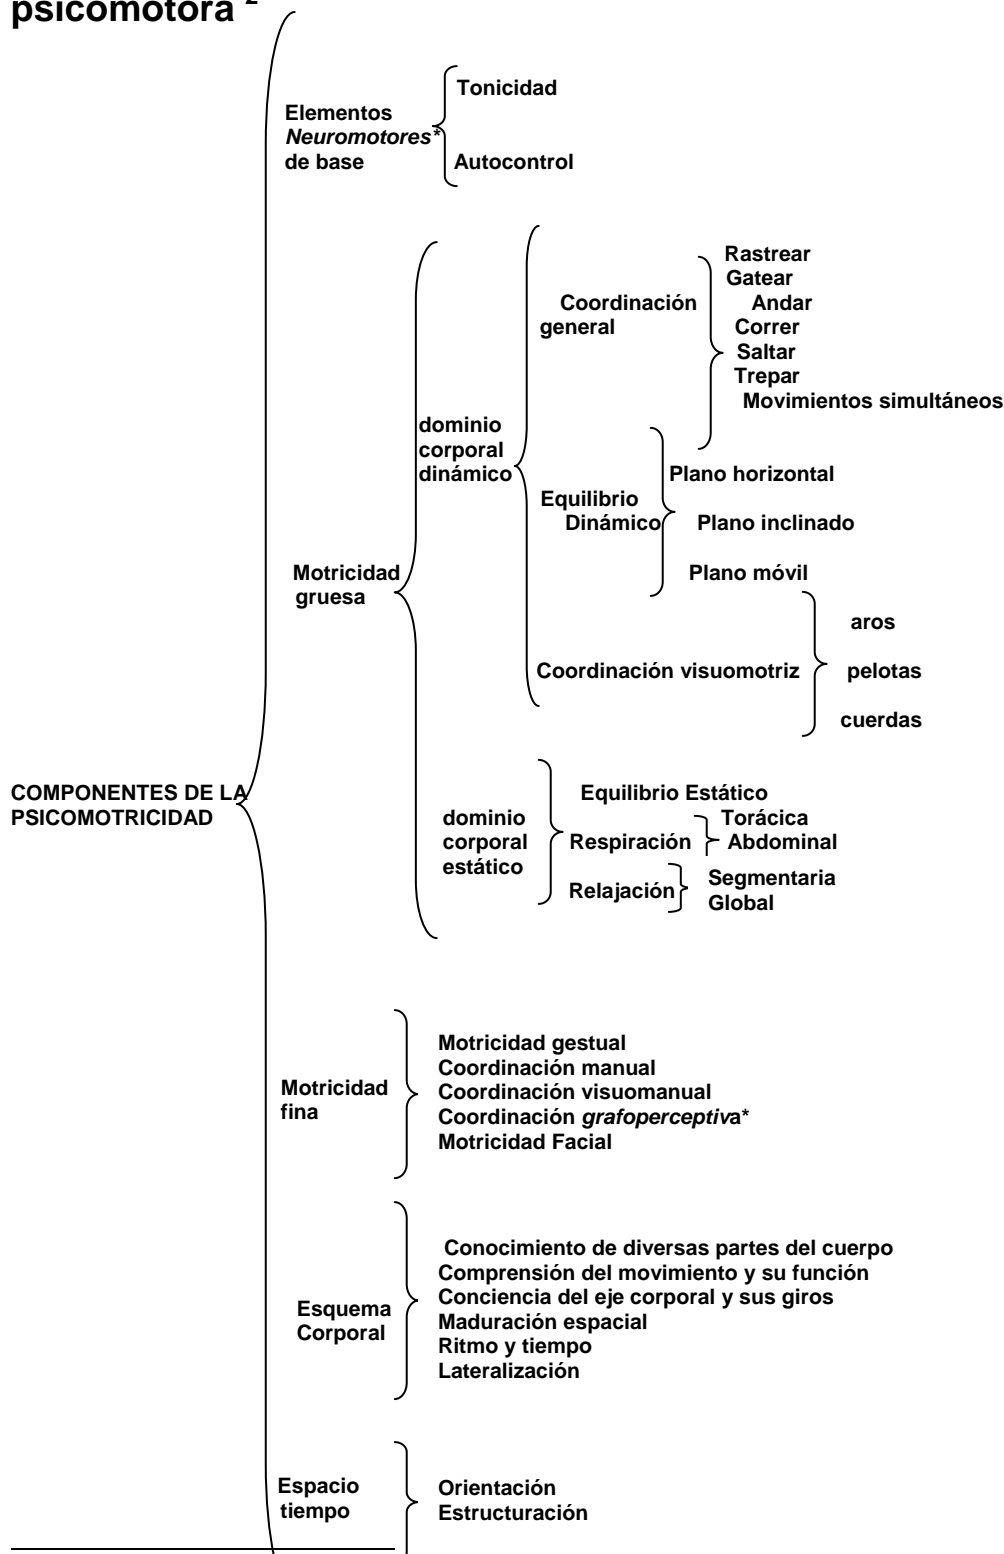 psicomotora 2
Tonicidad
Elementos
Neuromotores*
de base
Autocontrol
Rastrear
Gatear
Andar
Correr
Saltar
Trepar
Movimientos simultáneos
Coordinación
general
dominio
corporal
dinámico
Plano horizontal
Equilibrio
Dinámico
Plano inclinado
Plano móvil
Motricidad
gruesa
aros
Coordinación visuomotriz
pelotas
cuerdas
COMPONENTES DE LA
PSICOMOTRICIDAD
dominio
corporal
estático
Equilibrio Estático
Respiración
Torácica
Abdominal
Relajación
Segmentaria
Global
Motricidad
fina
Motricidad gestual
Coordinación manual
Coordinación visuomanual
Coordinación grafoperceptiva*
Motricidad Facial
Esquema
Corporal
Conocimiento de diversas partes del cuerpo
Comprensión del movimiento y su función
Conciencia del eje corporal y sus giros
Maduración espacial
Ritmo y tiempo
Lateralización
Espacio
tiempo
Orientación
Estructuración